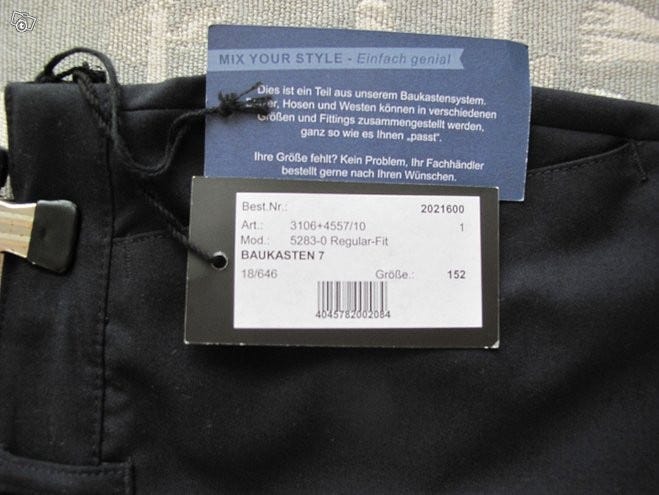 MIX YOUR STYLE - Einfach genial
Dies ist ein Teil aus unserem Baukastensystem.
Hosen und Westen können in verschiedenen
Größen und Fittings zusammengestellt werden,
ganz so wie es Ihnen „passt".
Ihre Größe fehlt? Kein Problem, Ihr Fachhändler
bestellt gerne nach Ihren Wünschen.
Best.Nr.: 2021600
Art.: 3106+4557/10 1
Mod.: 5283-0 Regular-Fit
BAUKASTEN 7
18/646 Größe.: 152
4045782002084